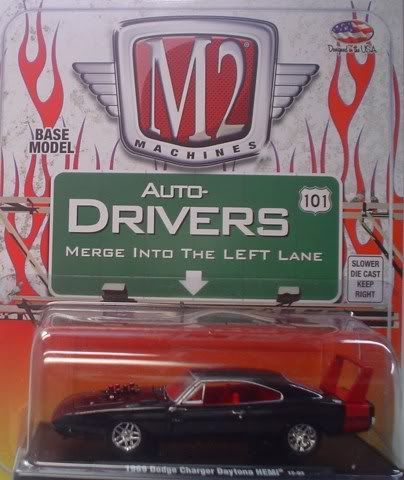 Designed in the U.S.A.
M2
MACHINES
BASE
MODEL
AUTO-
DRIVERS
101
MERGE INTO THE LEFT LANE
SLOWER
DIE CAST
KEEP
RIGHT
1969 Dodge Charger Daytona HEMI